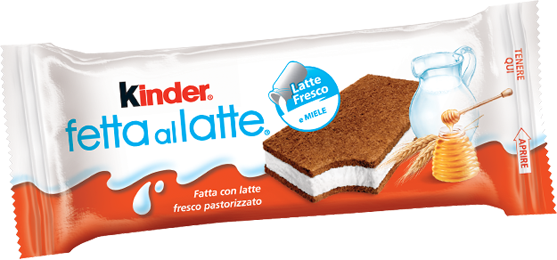 Kinder®
fetta al latte®
Latte
Fresco
e MIELE
Fatta con latte
fresco pastorizzato
TENERE
QUI
APRIRE